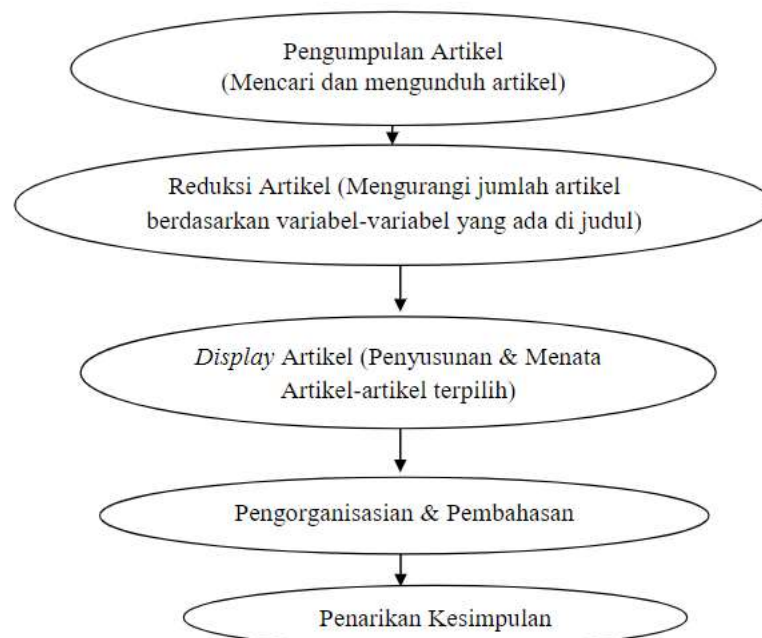 Pengumpulan Artikel
(Mencari dan mengunduh artikel)
Reduksi Artikel (Mengurangi jumlah artikel
berdasarkan variabel-variabel yang ada di judul)
Display Artikel (Penyusunan & Menata
Artikel-artikel terpilih)
Pengorganisasian & Pembahasan
Penarikan Kesimpulan